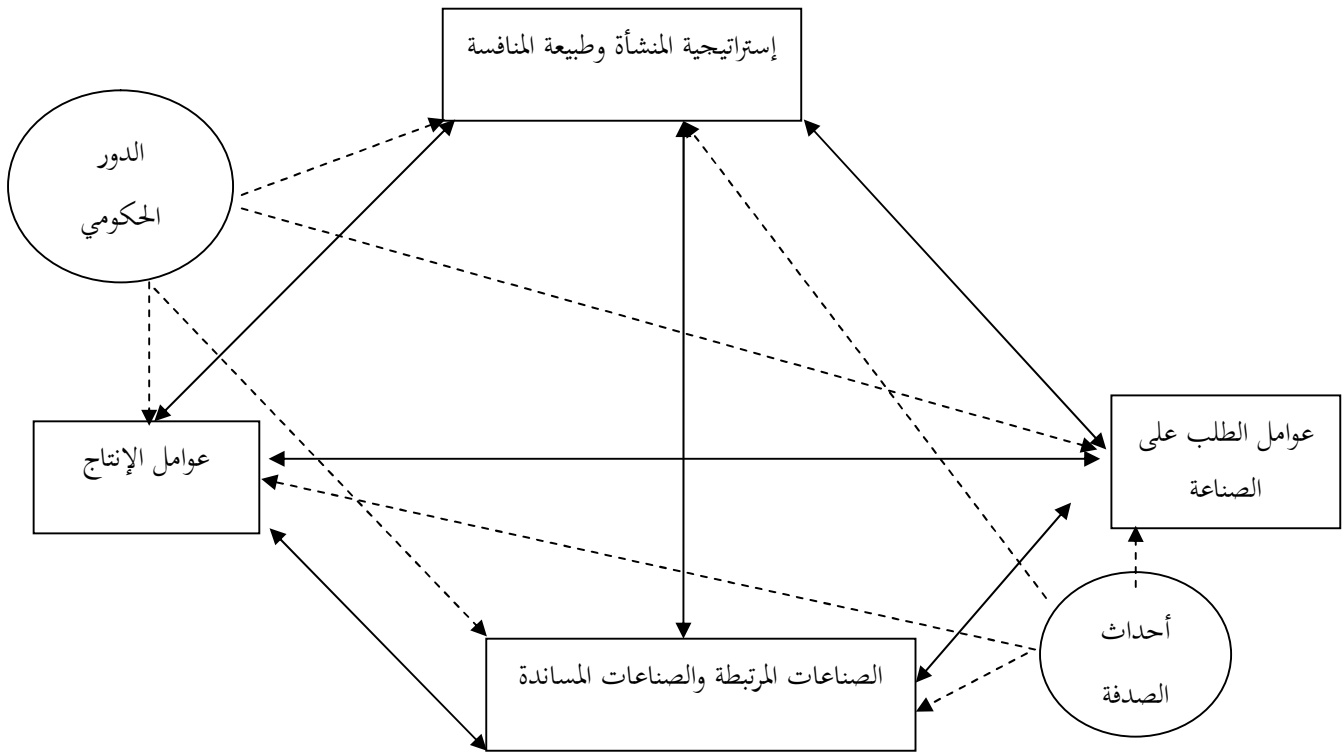 إستراتيجية المنشأة وطبيعة المنافسة
الدور
الحكومي
عوامل الطلب على
الصناعة
عوامل الإنتاج
أحداث
الصدفة
الصناعات المرتبطة والصناعات المساندة